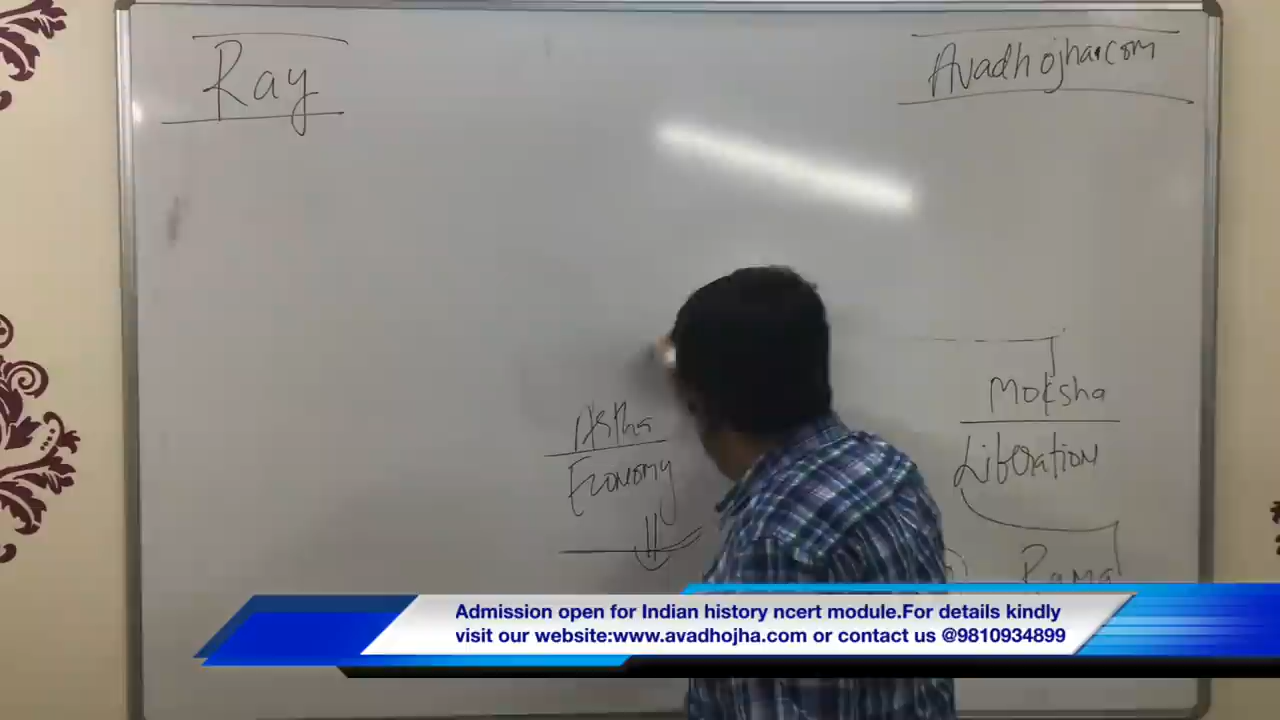 Ray
Avadhojha.com
Artha
Economy
Moksha
Liberation
Rama
Admission open for Indian history ncert module.For details kindly
visit our website:www.avadhojha.com or contact us @9810934899